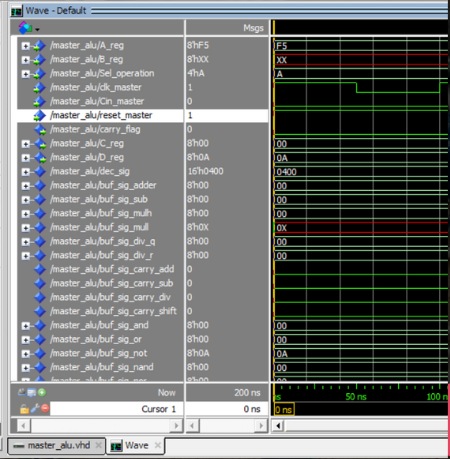 Wave - Default
Msgs
/master_alu/A_reg 8'hF5 F5
/master_alu/B_reg 8'hXX XX
/master_alu/Sel_operation 4'hA A
/master_alu/clk_master 1
/master_alu/Cin_master 0
/master_alu/reset_master 1
/master_alu/carry_flag 0
/master_alu/C_reg 8'h00 00
/master_alu/D_reg 8'h0A 0A
/master_alu/dec_sig 16'h0400 0400
/master_alu/buf_sig_adder 8'h00 00
/master_alu/buf_sig_sub 8'h00 00
/master_alu/buf_sig_mulh 8'h00 00
/master_alu/buf_sig_mull 8'h0X 0X
/master_alu/buf_sig_div_q 8'h00 00
/master_alu/buf_sig_div_r 8'h00 00
/master_alu/buf_sig_carry_add 0
/master_alu/buf_sig_carry_sub 0
/master_alu/buf_sig_carry_div 0
/master_alu/buf_sig_carry_shift 0
/master_alu/buf_sig_and 8'h00 00
/master_alu/buf_sig_or 8'h00 00
/master_alu/buf_sig_not 8'h0A 0A
/master_alu/buf_sig_nand 8'h00 00
Now 200 ns 50 ns 100
Cursor 1 0 ns 0 ns
master_alu.vhd Wave